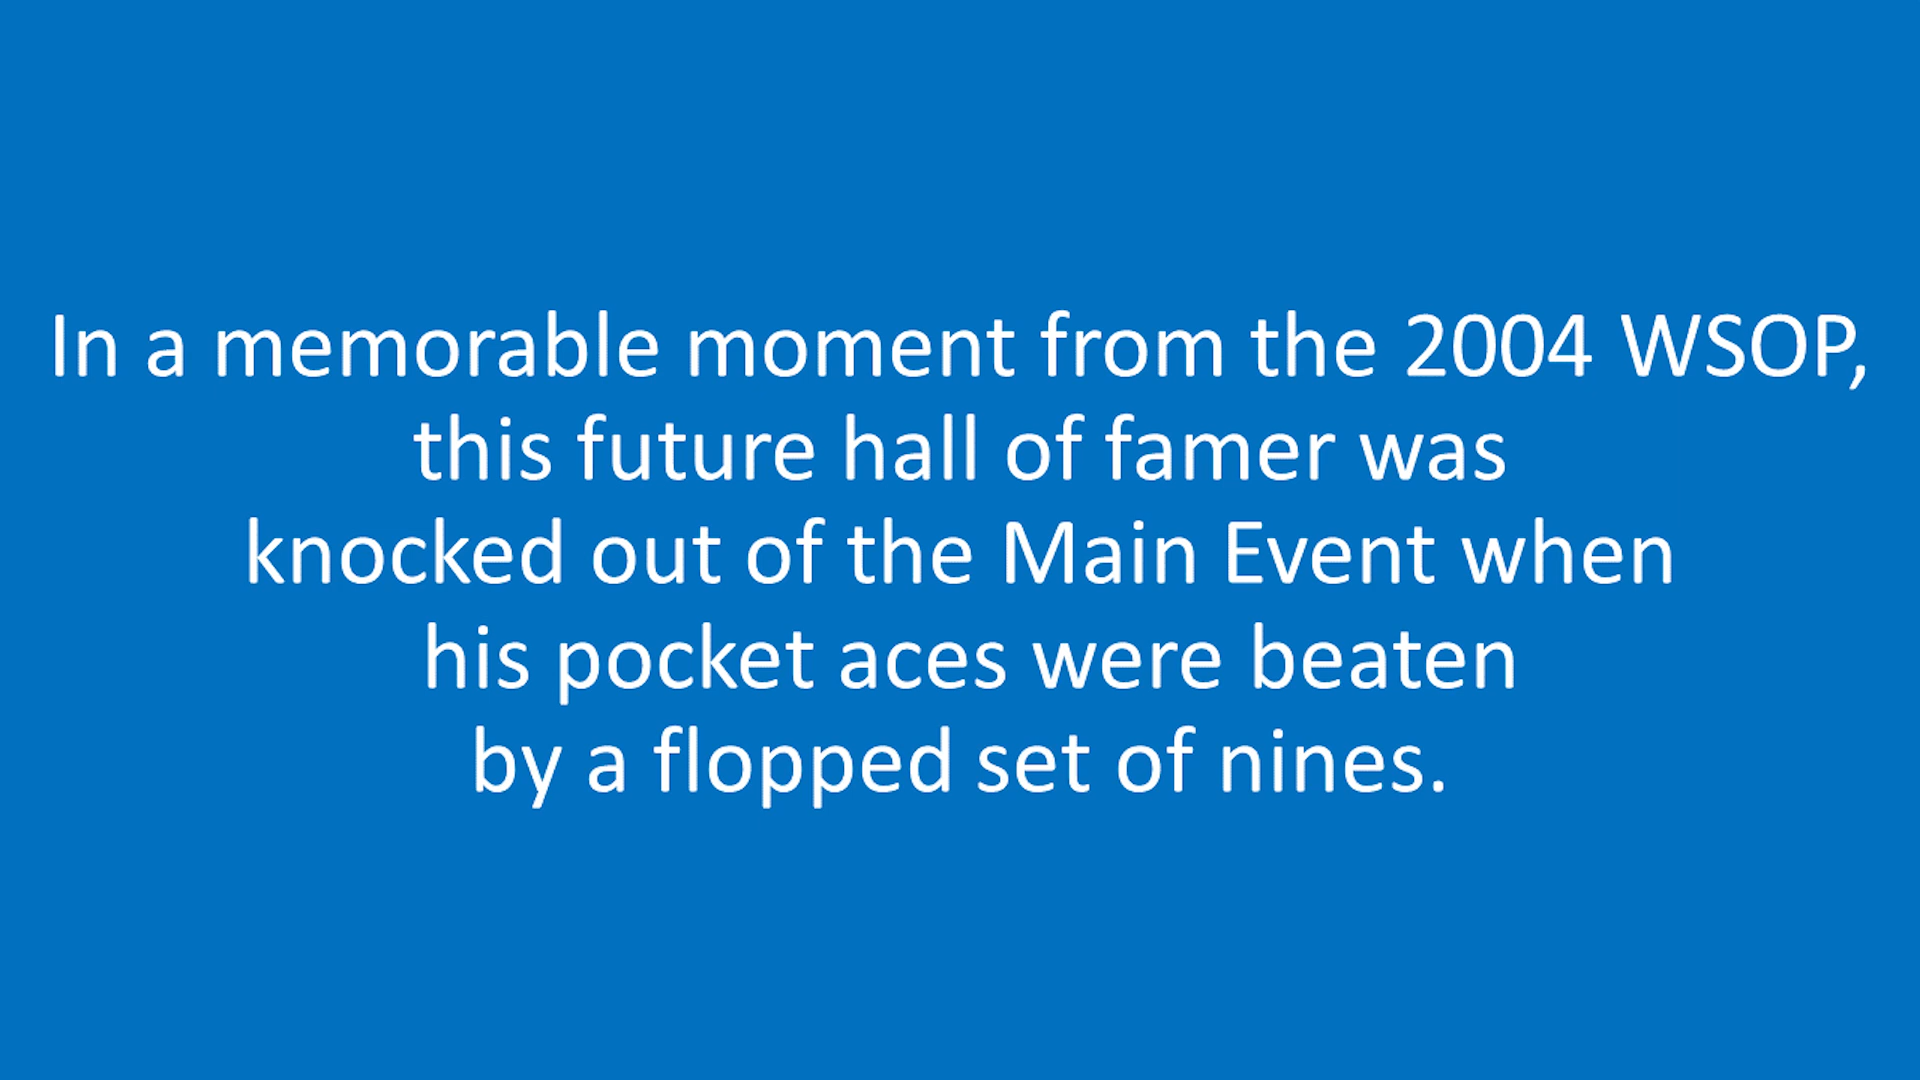 In a memorable moment from the 2004 WSOP,
this future hall of famer was
knocked out of the Main Event when
his pocket aces were beaten
by a flopped set of nines.